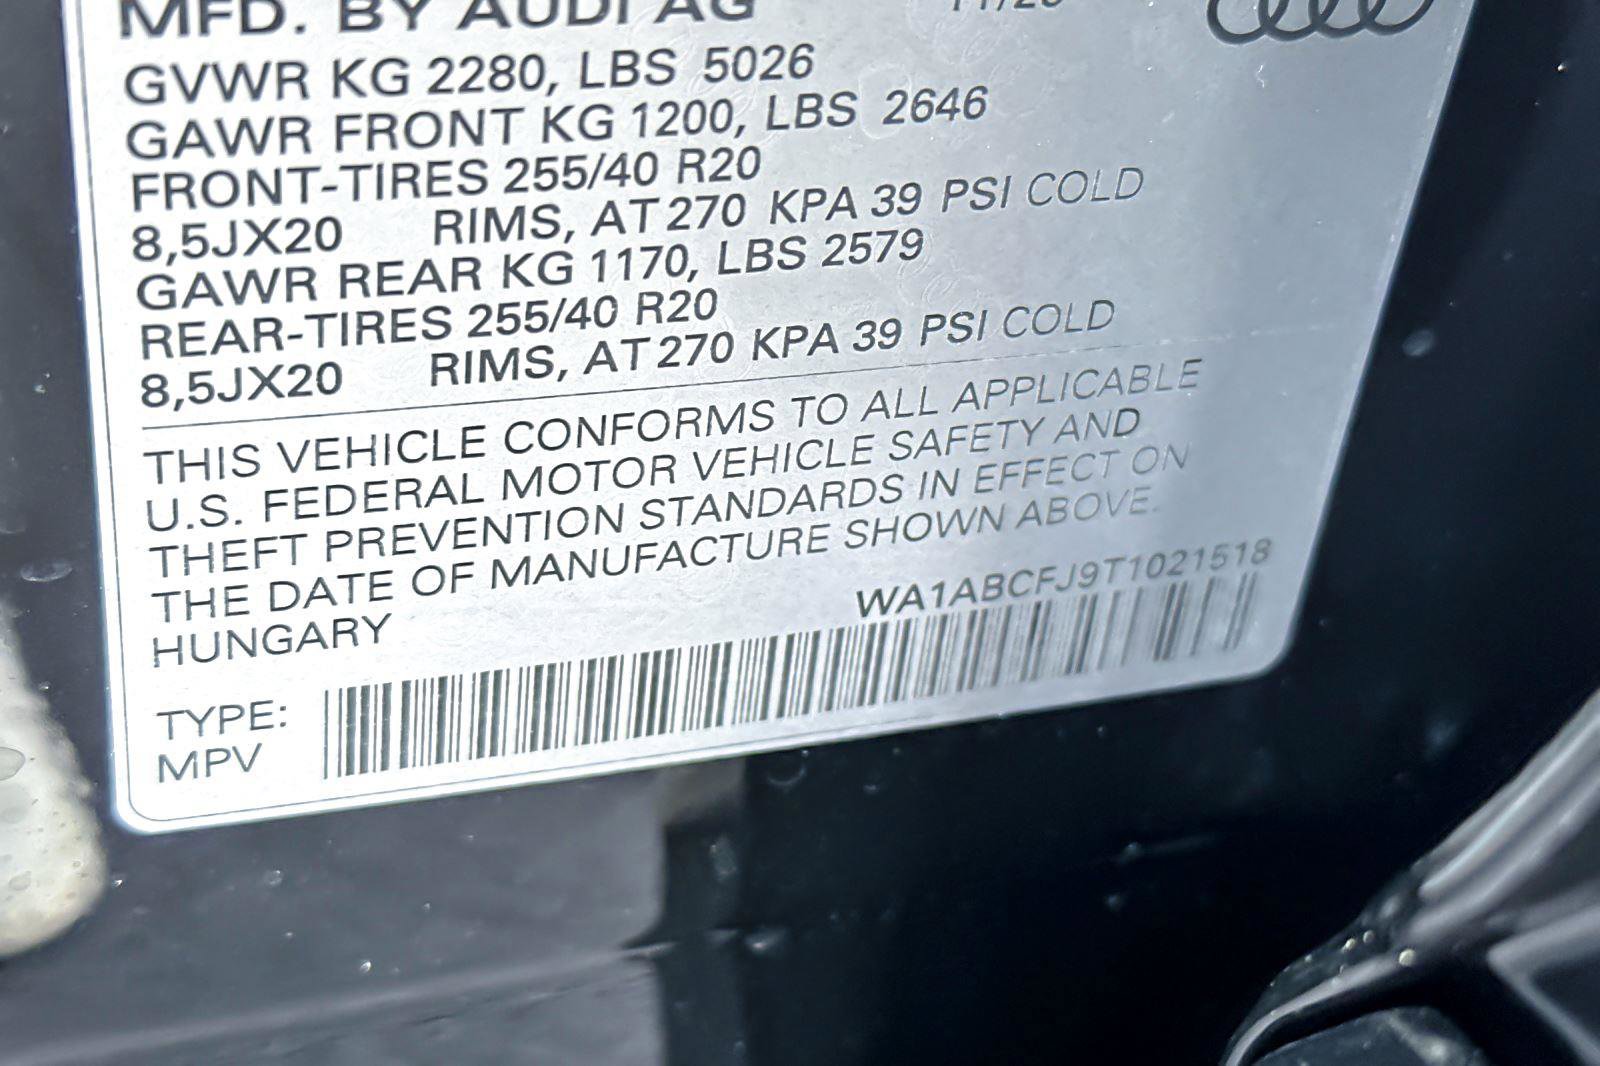 MFD. BY AUDI AG
GVWR KG 2280, LBS 5026
GAWR FRONT KG 1200, LBS 2646
FRONT-TIRES 255/40 R20
8,5JX20 RIMS, AT 270 KPA 39 PSI COLD
GAWR REAR KG 1170, LBS 2579
REAR-TIRES 255/40 R20
8,5JX20 RIMS, AT 270 KPA 39 PSI COLD
THIS VEHICLE CONFORMS TO ALL APPLICABLE
U.S. FEDERAL MOTOR VEHICLE SAFETY AND
THEFT PREVENTION STANDARDS IN EFFECT ON
THE DATE OF MANUFACTURE SHOWN ABOVE.
HUNGARY
WA1ABCFJ9T1021518
TYPE:
MPV